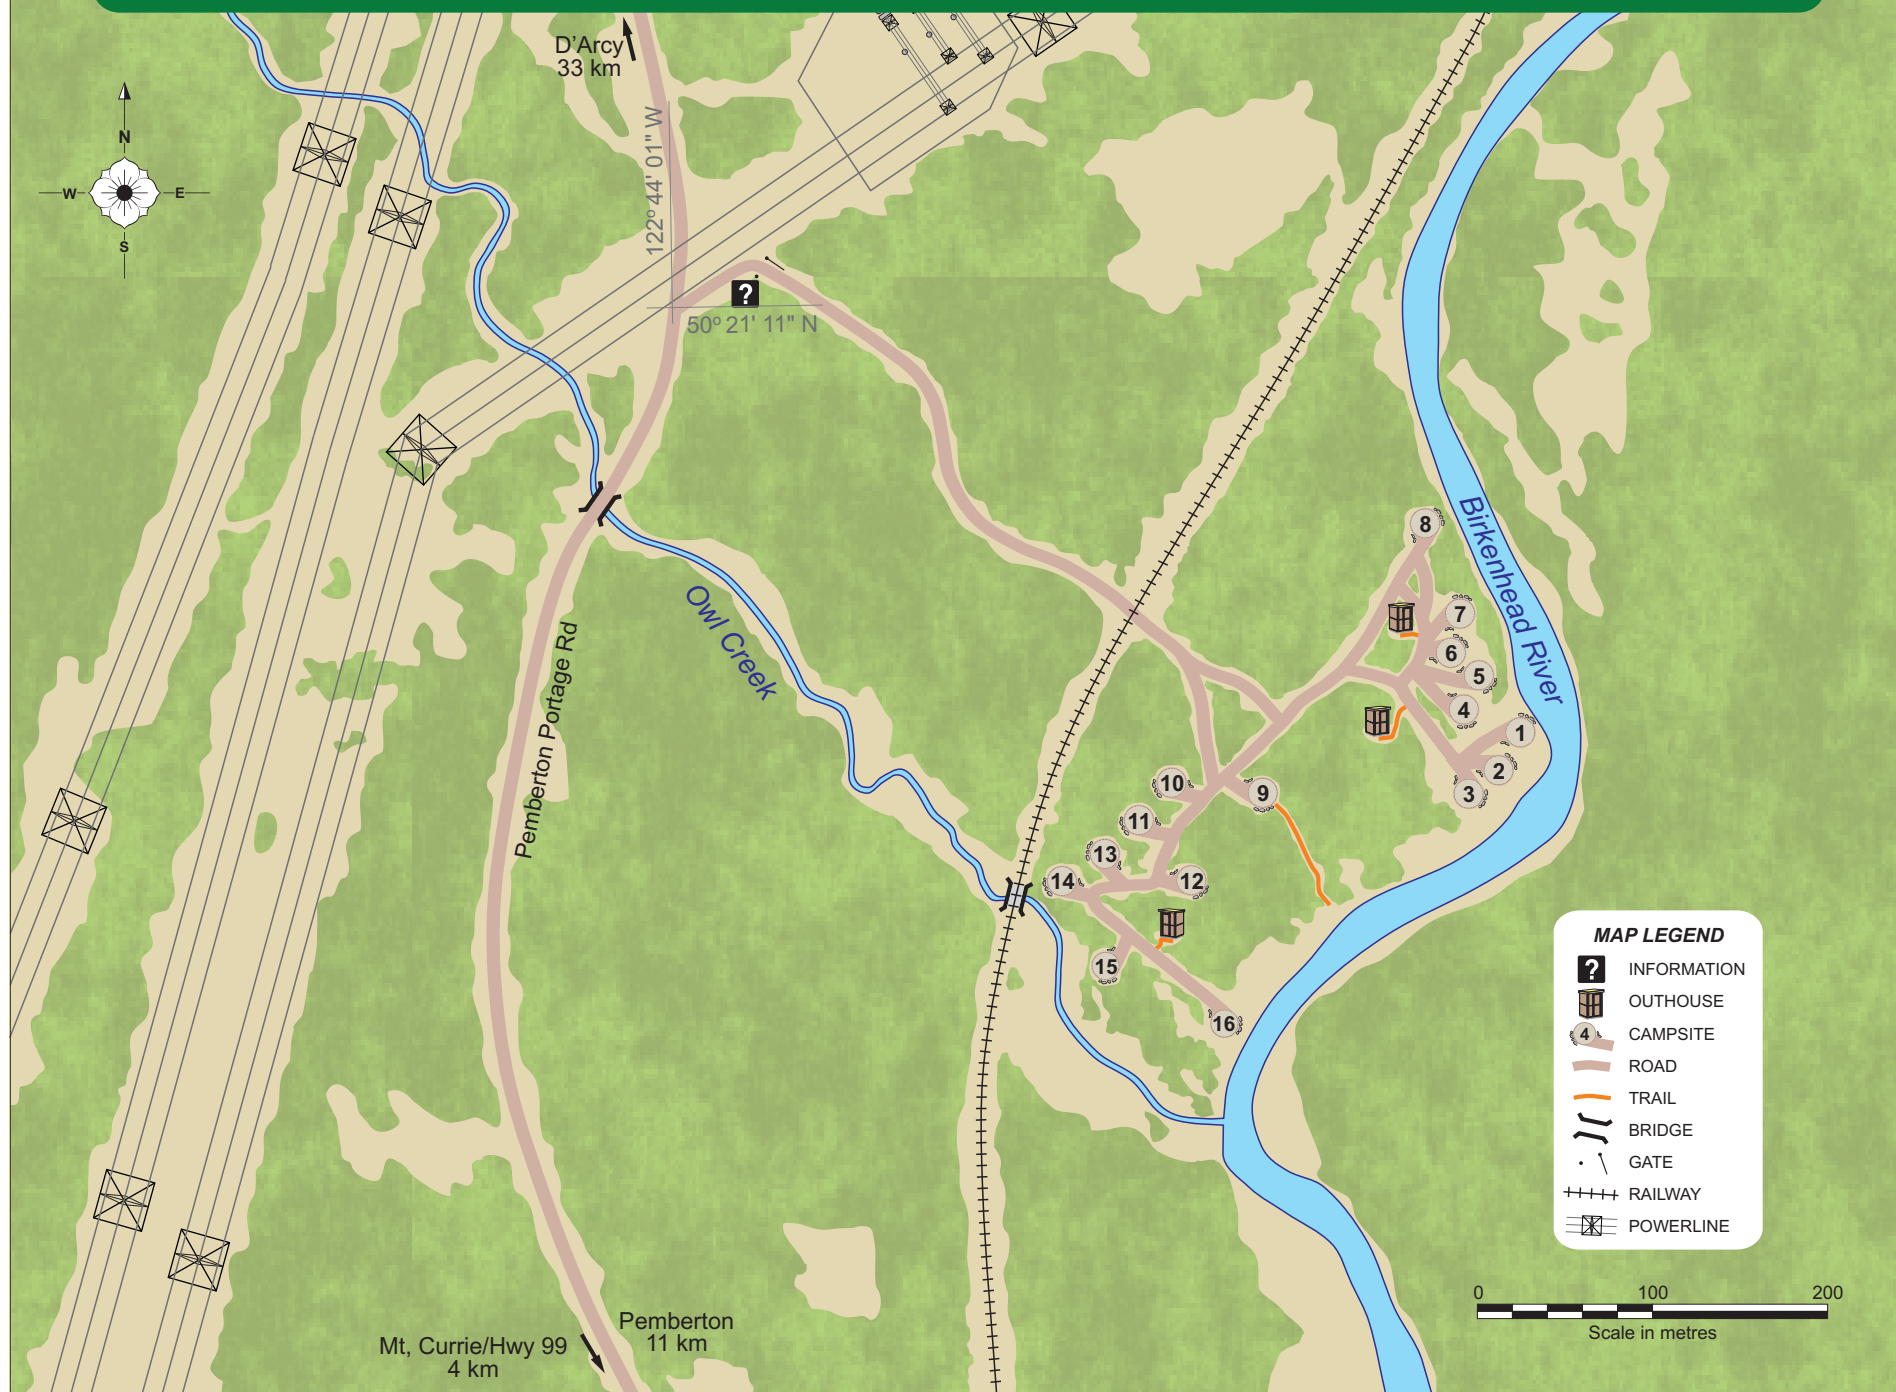 D'Arcy
33 km
N
W
E
S
122º 44' 01" W
?
50º 21' 11" N
Owl Creek
Pemberton Portage Rd
Birkenhead River
8
7
6
5
4
1
2
3
9
10
11
13
14
12
15
16
MAP LEGEND
? INFORMATION
OUTHOUSE
4 CAMPSITE
ROAD
TRAIL
BRIDGE
GATE
RAILWAY
POWERLINE
0 100 200
Scale in metres
Pemberton
11 km
Mt, Currie/Hwy 99
4 km